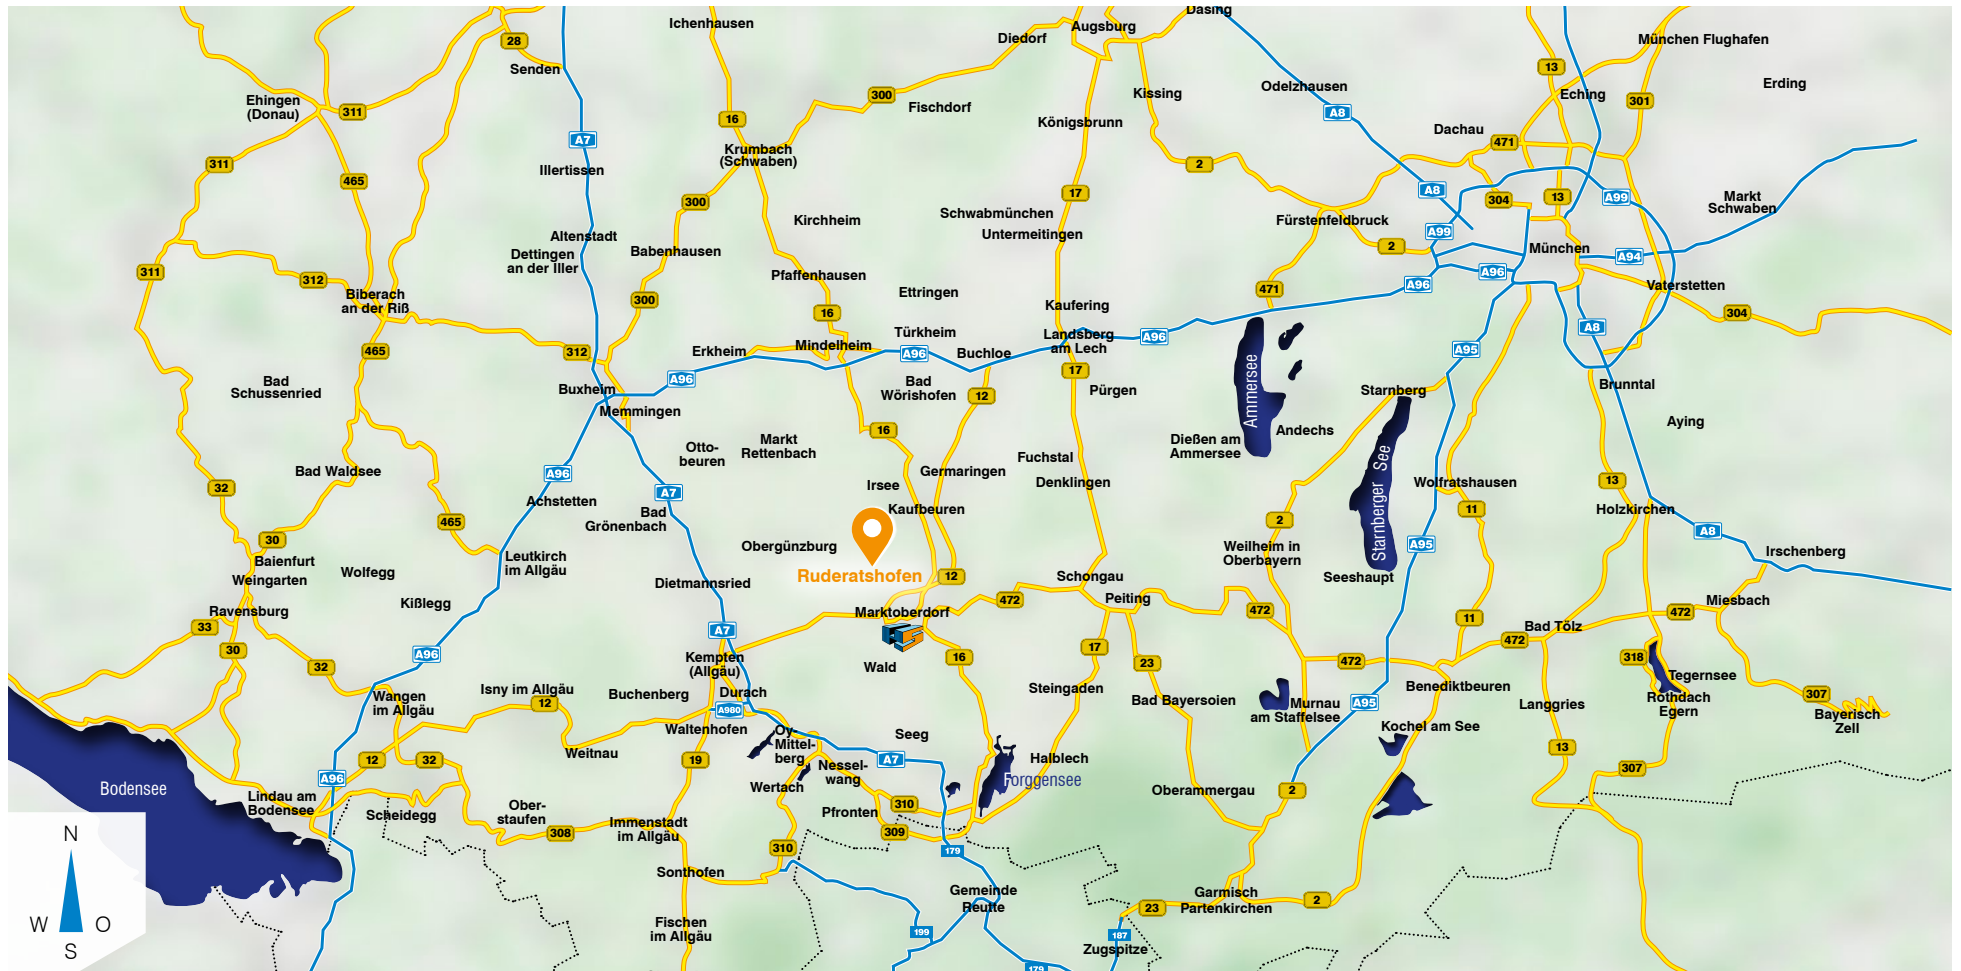 Dasing
Ichenhausen
Augsburg
Diedorf
München Flughafen
28
Senden
13
Erding
Ehingen
(Donau)
311
300
Fischdorf
Kissing
Odelzhausen
A8
Eching
301
16
Königsbrunn
Dachau
471
A7
Krumbach
(Schwaben)
311
Illertissen
465
2
17
A8
304
13
A99
300
Kirchheim
Schwabmünchen
Untermeitingen
Fürstenfeldbruck
Markt
Schwaben
Altenstadt
Dettingen
an der Iller
Babenhausen
A99
2
München
A94
311
312
Pfaffenhausen
A96
A96
Biberach
an der Riß
300
Ettringen
Kaufering
471
Vaterstetten
16
304
Türkheim
Landsberg
am Lech
A96
A8
465
312
Erkheim
Mindelheim
A96
Buchloe
A95
Bad
Schussenried
Buxheim
A96
Bad
Wörishofen
12
17
Pürgen
Ammersee
Starnberg
Brunntal
Memmingen
Otto-
beuren
Markt
Rettenbach
16
Dießen am
Ammersee
Andechs
Aying
Bad Waldsee
A96
Germaringen
Fuchstal
Denklingen
Starnberger See
Wolfratshausen
13
32
Achstetten
A7
Irsee
Kaufbeuren
11
Holzkirchen
465
Bad
Grönenbach
2
A8
30
Baienfurt
Weingarten
Wolfegg
Leutkirch
im Allgäu
Obergünzburg
Weilheim in
Oberbayern
A95
Irschenberg
Ruderatshofen
12
Schongau
Seeshaupt
Dietmannsried
Ravensburg
Kißlegg
Marktoberdorf
472
Peiting
472
11
472
Miesbach
33
A7
Bad Tölz
30
32
A96
Kempten
(Allgäu)
Wald
16
17
23
472
472
318
Tegernsee
Wangen
im Allgäu
Isny im Allgäu
12
Buchenberg
Durach
A980
Steingaden
Bad Bayersoien
Benediktbeuren
Murnau
am Staffelsee
A95
Langgries
Rothdach
Egern
307
Bayerisch
Zell
Waltenhofen
Oy-
Mittel-
berg
Seeg
Kochel am See
12
32
Weitnau
19
A7
Halblech
13
307
A96
Nessel-
wang
Wertach
Forggensee
Bodensee
Lindau am
Bodensee
Scheidegg
Ober-
staufen
308
Immenstadt
im Allgäu
Pfronten
310
309
Oberammergau
2
310
179
N
W
O
S
Sonthofen
Gemeinde
Reutte
Garmisch
Partenkirchen
23
2
Fischen
im Allgäu
199
187
Zugspitze
179